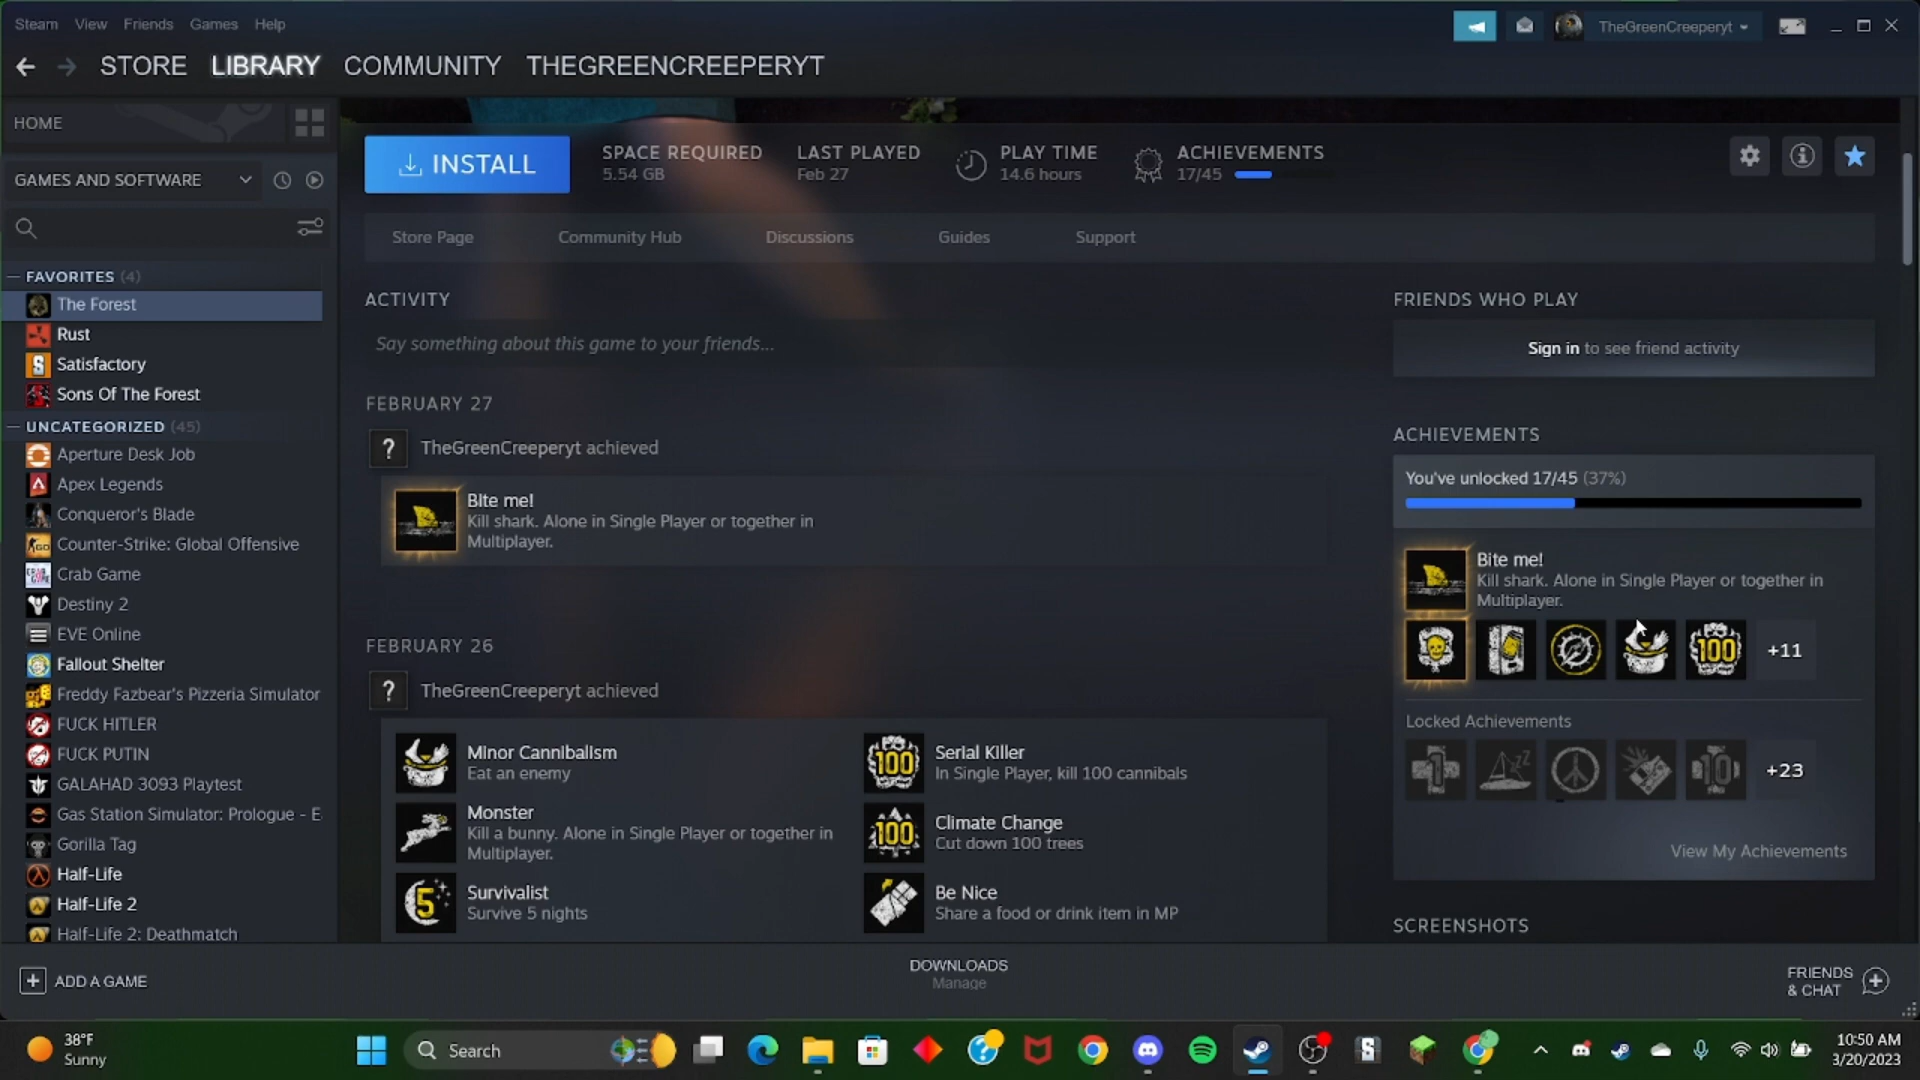 Steam View Friends Games Help
TheGreenCreeperyt
STORE LIBRARY COMMUNITY THEGREENCREEPERYT
HOME
GAMES AND SOFTWARE
FAVORITES (4)
The Forest
Rust
Satisfactory
Sons Of The Forest
UNCATEGORIZED (45)
Aperture Desk Job
Apex Legends
Conqueror's Blade
Counter-Strike: Global Offensive
Crab Game
Destiny 2
EVE Online
Fallout Shelter
Freddy Fazbear's Pizzeria Simulator
FUCK HITLER
FUCK PUTIN
GALAHAD 3093 Playtest
Gas Station Simulator: Prologue - E
Gorilla Tag
Half-Life
Half-Life 2
Half-Life 2: Deathmatch
INSTALL
SPACE REQUIRED
5.54 GB
LAST PLAYED
Feb 27
PLAY TIME
14.6 hours
ACHIEVEMENTS
17/45
Store Page Community Hub Discussions Guides Support
ACTIVITY
Say something about this game to your friends...
FEBRUARY 27
? TheGreenCreeperyt achieved
Bite me!
Kill shark. Alone in Single Player or together in
Multiplayer.
FEBRUARY 26
? TheGreenCreeperyt achieved
Minor Cannibalism
Eat an enemy
100 Serial Killer
In Single Player, kill 100 cannibals
Monster
Kill a bunny. Alone in Single Player or together in
Multiplayer.
100 Climate Change
Cut down 100 trees
5 Survivalist
Survive 5 nights
Be Nice
Share a food or drink item in MP
FRIENDS WHO PLAY
Sign in to see friend activity
ACHIEVEMENTS
You've unlocked 17/45 (37%)
Bite me!
Kill shark. Alone in Single Player or together in
Multiplayer.
100 +11
Locked Achievements
1 10 +23
View My Achievements
SCREENSHOTS
ADD A GAME
DOWNLOADS
Manage
FRIENDS
& CHAT
38°F
Sunny
Search
10:50 AM
3/20/2023